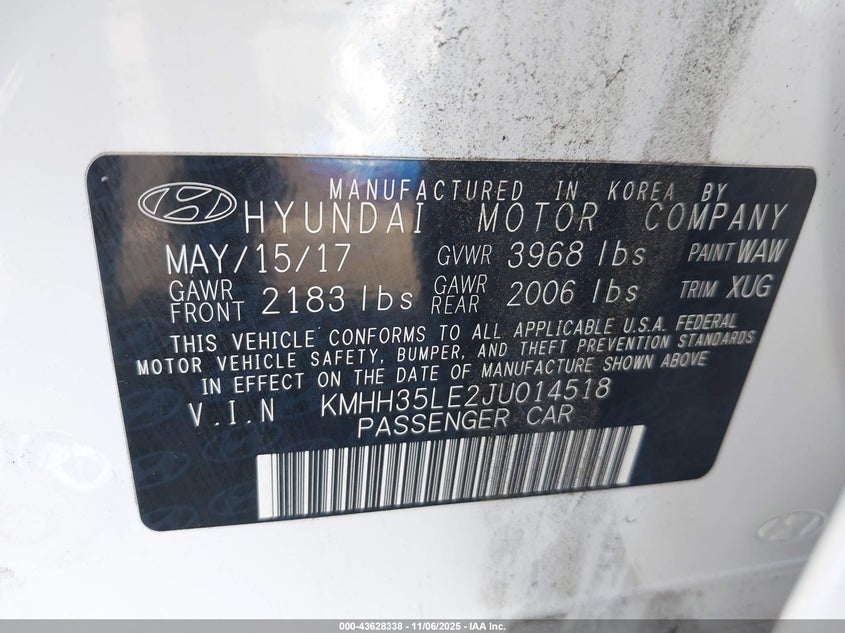 MANUFACTURED IN KOREA BY
HYUNDAI MOTOR COMPANY
MAY/15/17 GVWR 3968 lbs PAINT WAW
GAWR FRONT 2183 lbs GAWR REAR 2006 lbs TRIM XUG
THIS VEHICLE CONFORMS TO ALL APPLICABLE U.S.A. FEDERAL
MOTOR VEHICLE SAFETY, BUMPER, AND THEFT PREVENTION STANDARDS
IN EFFECT ON THE DATE OF MANUFACTURE SHOWN ABOVE
V.I.N KMHH35LE2JU014518
PASSENGER CAR
000-43628338 - 11/06/2025 - IAA Inc.